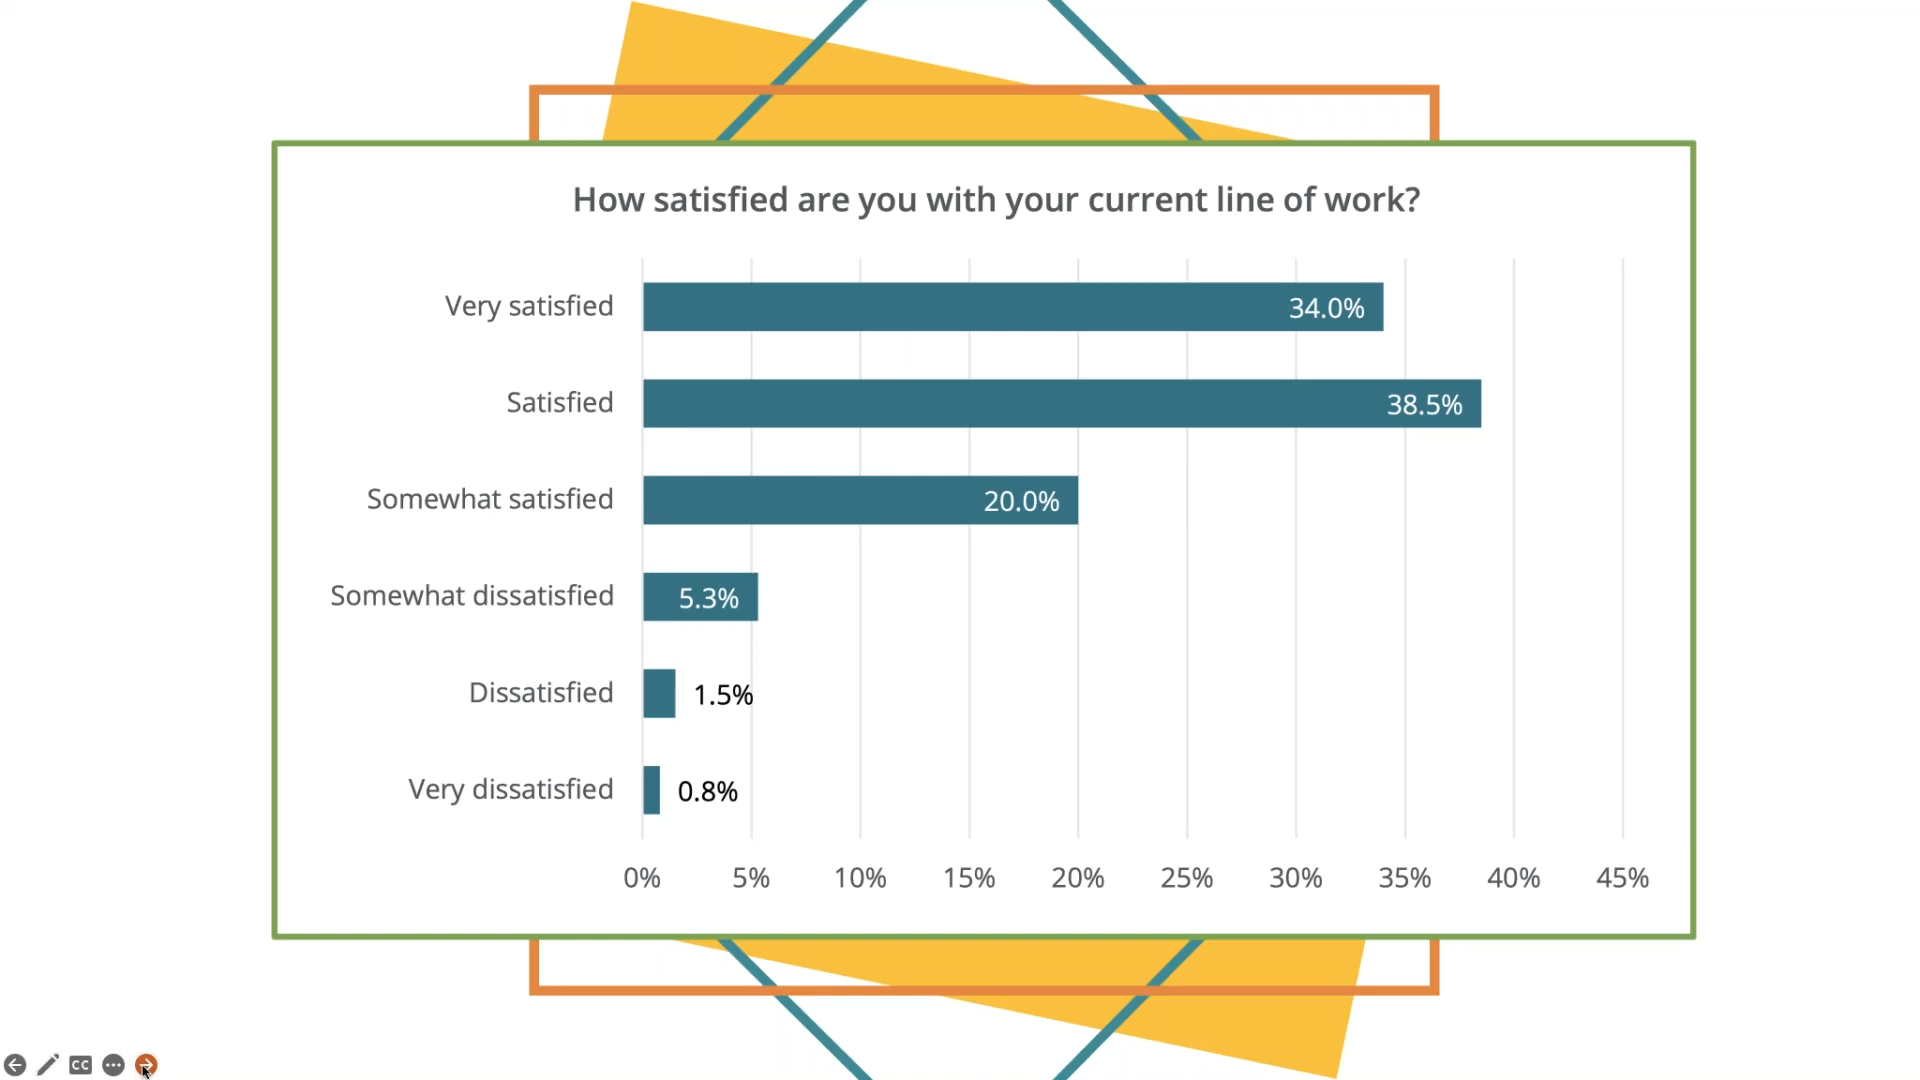 How satisfied are you with your current line of work?
Very satisfied 34.0%
Satisfied 38.5%
Somewhat satisfied 20.0%
Somewhat dissatisfied 5.3%
Dissatisfied 1.5%
Very dissatisfied 0.8%
0% 5% 10% 15% 20% 25% 30% 35% 40% 45%
CC